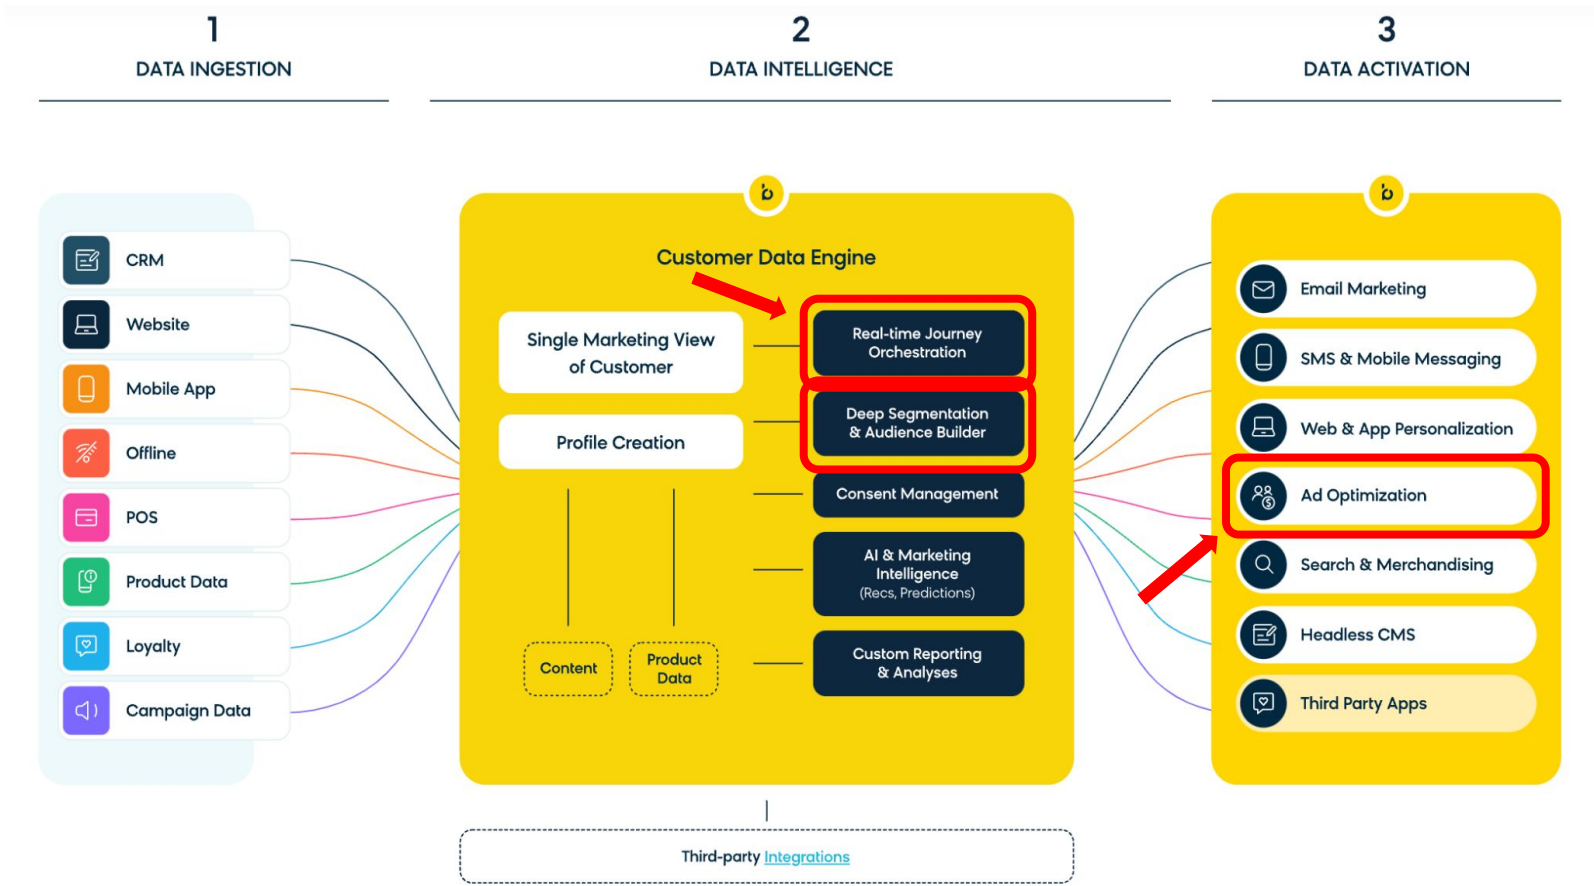 1
DATA INGESTION
2
DATA INTELLIGENCE
3
DATA ACTIVATION
CRM
Website
Mobile App
Offline
POS
Product Data
Loyalty
Campaign Data
b
Customer Data Engine
Single Marketing View
of Customer
Profile Creation
Content
Product
Data
Real-time Journey
Orchestration
Deep Segmentation
& Audience Builder
Consent Management
AI & Marketing
Intelligence
(Recs, Predictions)
Custom Reporting
& Analyses
Third-party Integrations
b
Email Marketing
SMS & Mobile Messaging
Web & App Personalization
Ad Optimization
Search & Merchandising
Headless CMS
Third Party Apps